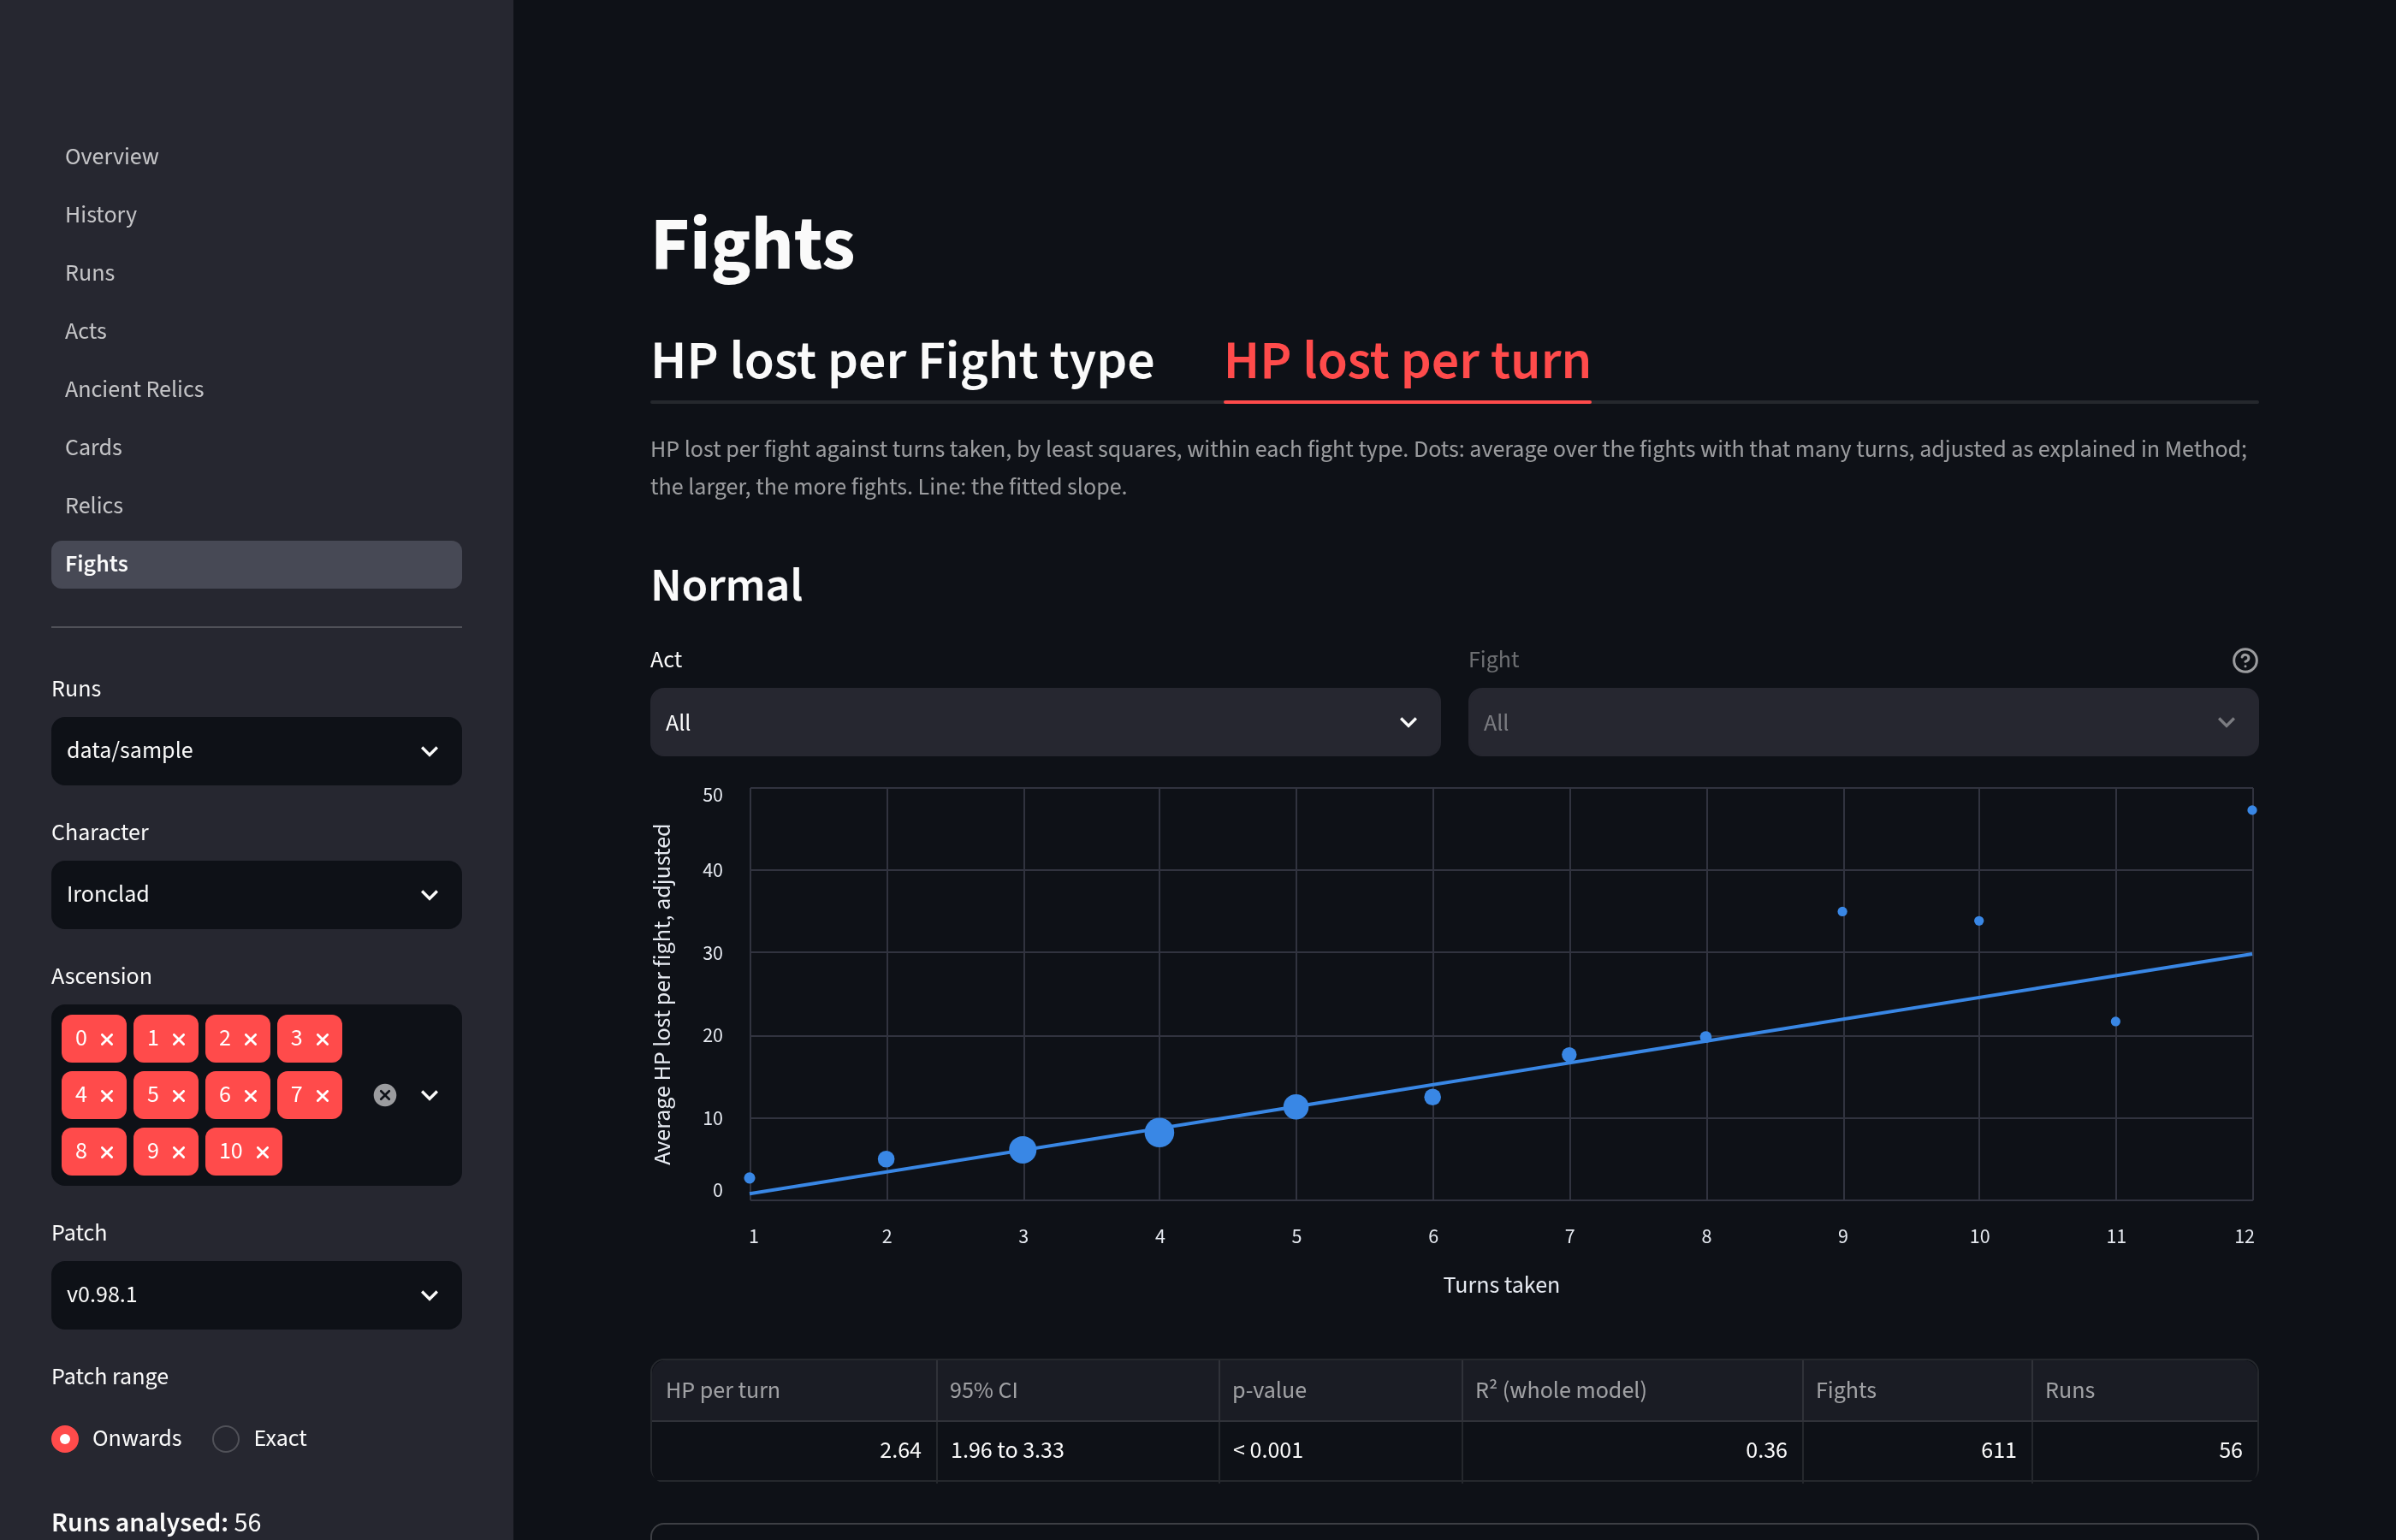 Overview
History
Runs
Acts
Ancient Relics
Cards
Relics
Fights
Runs
data/sample
Character
Ironclad
Ascension
0 1 2 3
4 5 6 7
8 9 10
Patch
v0.98.1
Patch range
Onwards Exact
Runs analysed: 56
Fights
HP lost per Fight type HP lost per turn
HP lost per fight against turns taken, by least squares, within each fight type. Dots: average over the fights with that many turns, adjusted as explained in Method;
the larger, the more fights. Line: the fitted slope.
Normal
Act Fight
All All
Average HP lost per fight, adjusted
50
40
30
20
10
0
1 2 3 4 5 6 7 8 9 10 11 12
Turns taken
HP per turn 95% CI p-value R² (whole model) Fights Runs
2.64 1.96 to 3.33 < 0.001 0.36 611 56